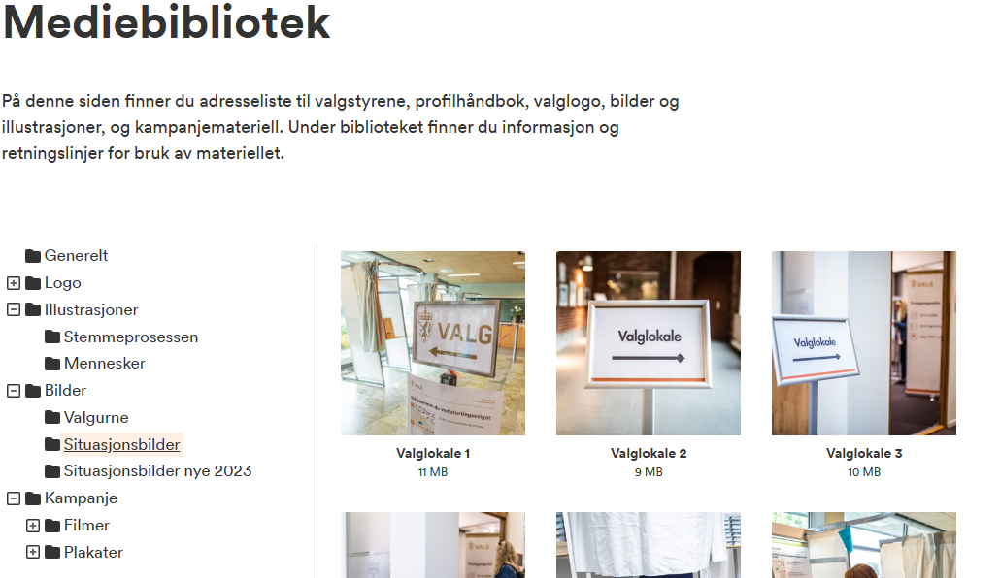 Mediebibliotek
På denne siden finner du adresseliste til valgstyrene, profilhåndbok, valglogo, bilder og
illustrasjoner, og kampanjemateriell. Under biblioteket finner du informasjon og
retningslinjer for bruk av materiellet.
Generelt
Logo
Illustrasjoner
Stemmeprosessen
Mennesker
Bilder
Valgurne
Situasjonsbilder
Situasjonsbilder nye 2023
Kampanje
Filmer
Plakater
VALG
VALG
ved stortingsvalget
Valglokale 1
11 MB
Valglokale
Valglokale 2
9 MB
Valglokale
VALG
Valglokale 3
10 MB